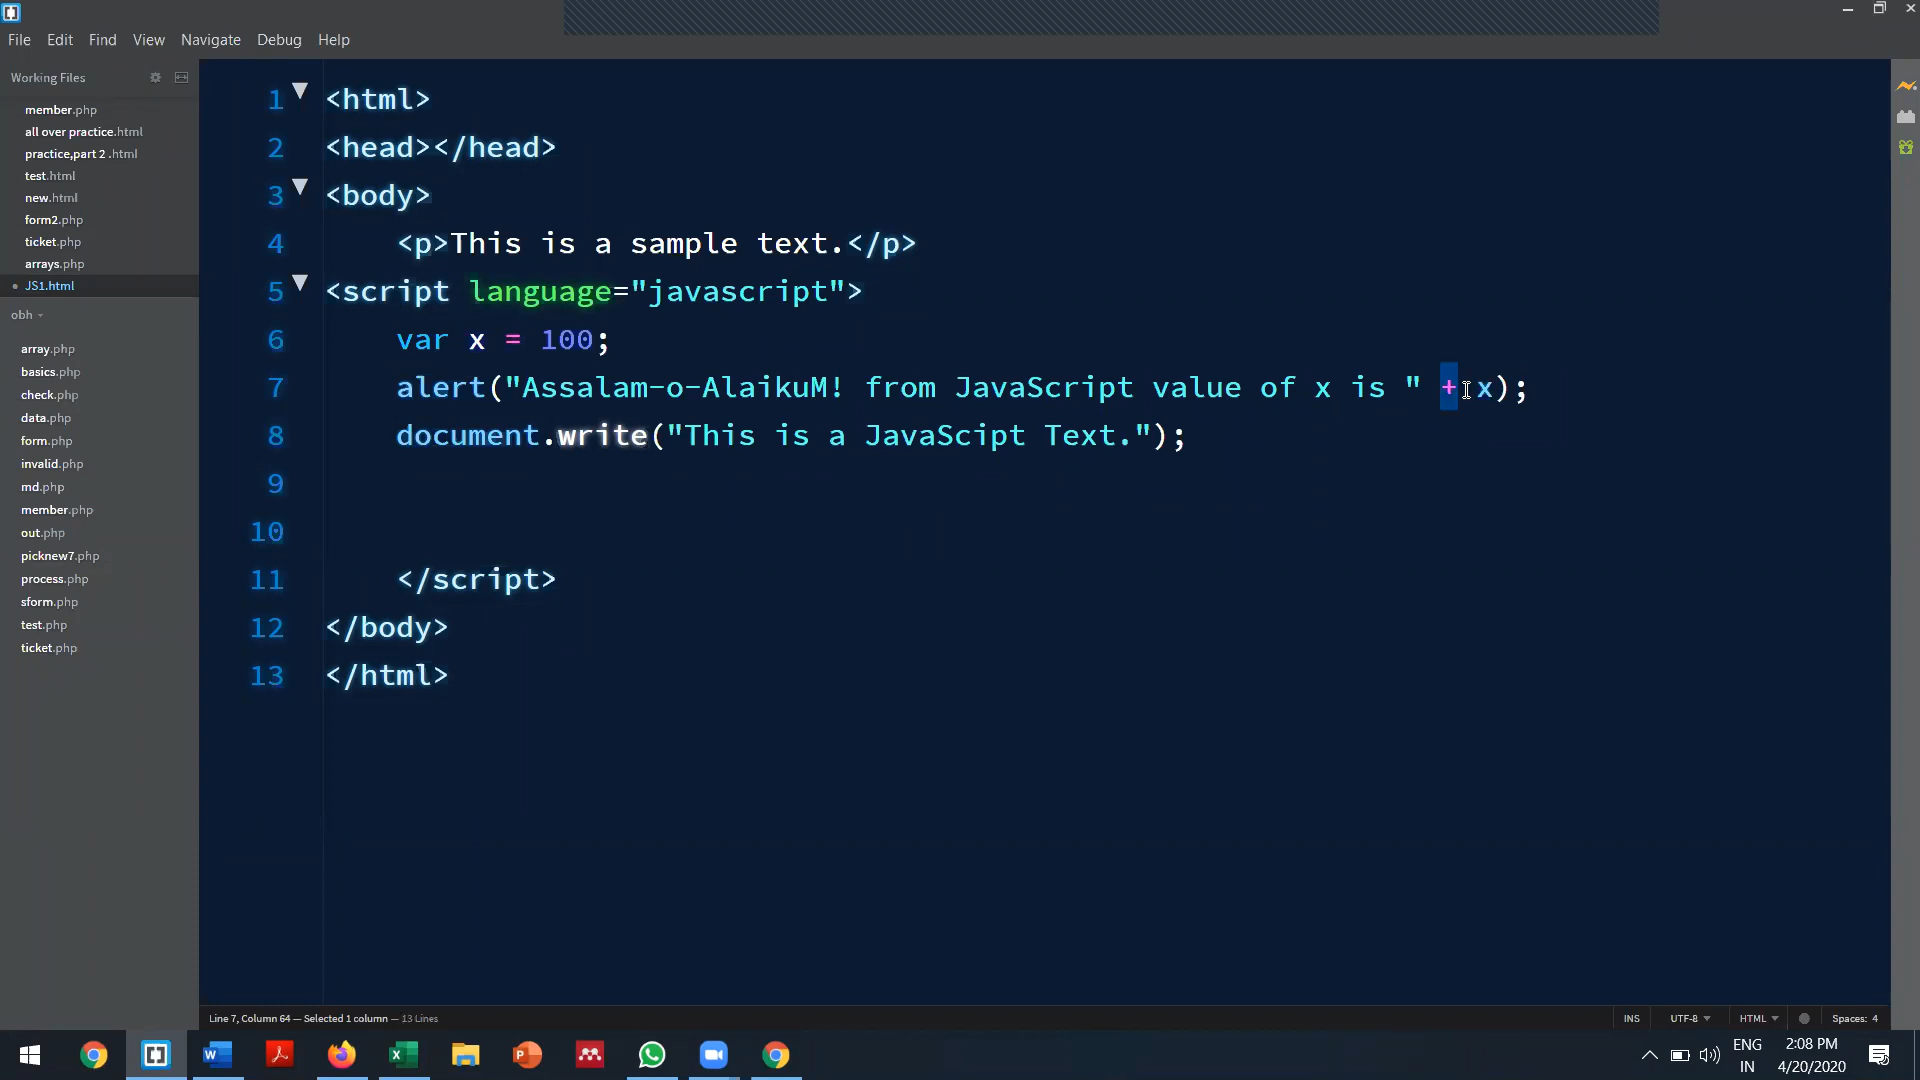 File Edit Find View Navigate Debug Help
Working Files
member.php
all over practice.html
practice,part 2 .html
test.html
new.html
form2.php
ticket.php
arrays.php
JS1.html
obh
array.php
basics.php
check.php
data.php
form.php
invalid.php
md.php
member.php
out.php
picknew7.php
process.php
sform.php
test.php
ticket.php
1 <html>
2 <head></head>
3 <body>
4 <p>This is a sample text.</p>
5 <script language="javascript">
6 var x = 100;
7 alert("Assalam-o-AlaikuM! from JavaScript value of x is " + x);
8 document.write("This is a JavaScipt Text.");
9
10
11 </script>
12 </body>
13 </html>
Line 7, Column 64 — Selected 1 column — 13 Lines
INS UTF-8 HTML Spaces: 4
ENG
IN
2:08 PM
4/20/2020